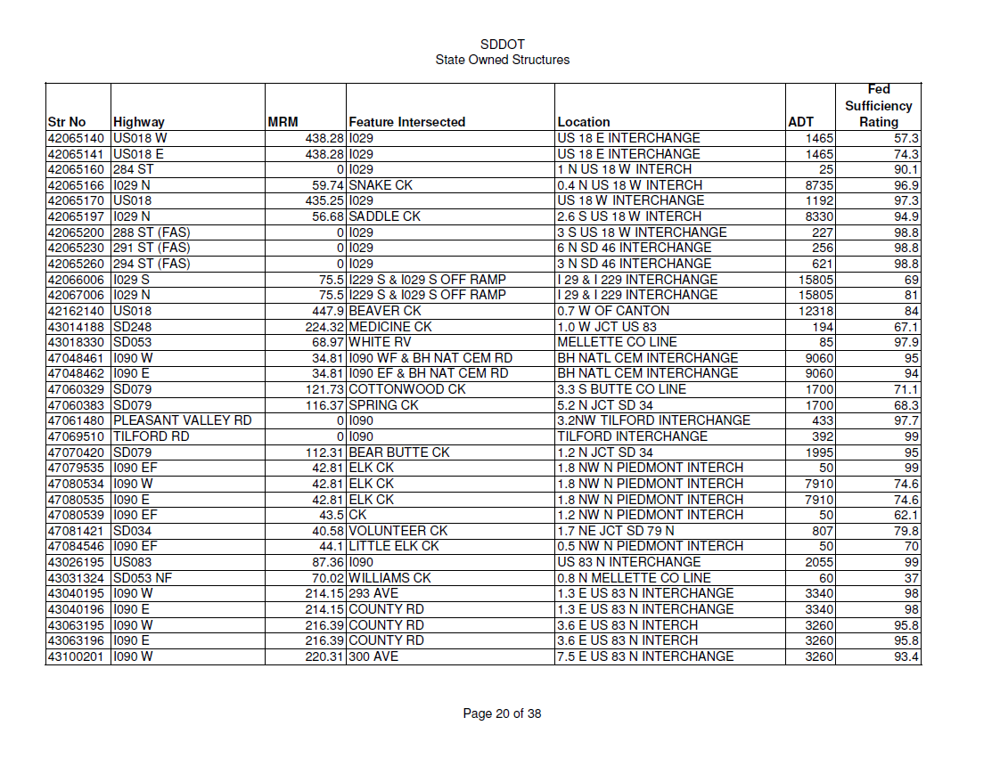 SDDOT
State Owned Structures
Str No Highway MRM Feature Intersected Location ADT Fed Sufficiency Rating
42065140 US018 W 438.28 I029 US 18 E INTERCHANGE 1465 57.3
42065141 US018 E 438.28 I029 US 18 E INTERCHANGE 1465 74.3
42065160 284 ST 0 I029 1 N US 18 W INTERCH 25 90.1
42065166 I029 N 59.74 SNAKE CK 0.4 N US 18 W INTERCH 8735 96.9
42065170 US018 435.25 I029 US 18 W INTERCHANGE 1192 97.3
42065197 I029 N 56.68 SADDLE CK 2.6 S US 18 W INTERCH 8330 94.9
42065200 288 ST (FAS) 0 I029 3 S US 18 W INTERCHANGE 227 98.8
42065230 291 ST (FAS) 0 I029 6 N SD 46 INTERCHANGE 256 98.8
42065260 294 ST (FAS) 0 I029 3 N SD 46 INTERCHANGE 621 98.8
42066006 I029 S 75.5 I229 S & I029 S OFF RAMP I 29 & I 229 INTERCHANGE 15805 69
42067006 I029 N 75.5 I229 S & I029 S OFF RAMP I 29 & I 229 INTERCHANGE 15805 81
42162140 US018 447.9 BEAVER CK 0.7 W OF CANTON 12318 84
43014188 SD248 224.32 MEDICINE CK 1.0 W JCT US 83 194 67.1
43018330 SD053 68.97 WHITE RV MELLETTE CO LINE 85 97.9
47048461 I090 W 34.81 I090 WF & BH NAT CEM RD BH NATL CEM INTERCHANGE 9060 95
47048462 I090 E 34.81 I090 EF & BH NAT CEM RD BH NATL CEM INTERCHANGE 9060 94
47060329 SD079 121.73 COTTONWOOD CK 3.3 S BUTTE CO LINE 1700 71.1
47060383 SD079 116.37 SPRING CK 5.2 N JCT SD 34 1700 68.3
47061480 PLEASANT VALLEY RD 0 I090 3.2NW TILFORD INTERCHANGE 433 97.7
47069510 TILFORD RD 0 I090 TILFORD INTERCHANGE 392 99
47070420 SD079 112.31 BEAR BUTTE CK 1.2 N JCT SD 34 1995 95
47079535 I090 EF 42.81 ELK CK 1.8 NW N PIEDMONT INTERCH 50 99
47080534 I090 W 42.81 ELK CK 1.8 NW N PIEDMONT INTERCH 7910 74.6
47080535 I090 E 42.81 ELK CK 1.8 NW N PIEDMONT INTERCH 7910 74.6
47080539 I090 EF 43.5 CK 1.2 NW N PIEDMONT INTERCH 50 62.1
47081421 SD034 40.58 VOLUNTEER CK 1.7 NE JCT SD 79 N 807 79.8
47084546 I090 EF 44.1 LITTLE ELK CK 0.5 NW N PIEDMONT INTERCH 50 70
43026195 US083 87.36 I090 US 83 N INTERCHANGE 2055 99
43031324 SD053 NF 70.02 WILLIAMS CK 0.8 N MELLETTE CO LINE 60 37
43040195 I090 W 214.15 293 AVE 1.3 E US 83 N INTERCHANGE 3340 98
43040196 I090 E 214.15 COUNTY RD 1.3 E US 83 N INTERCHANGE 3340 98
43063195 I090 W 216.39 COUNTY RD 3.6 E US 83 N INTERCH 3260 95.8
43063196 I090 E 216.39 COUNTY RD 3.6 E US 83 N INTERCH 3260 95.8
43100201 I090 W 220.31 300 AVE 7.5 E US 83 N INTERCHANGE 3260 93.4
Page 20 of 38